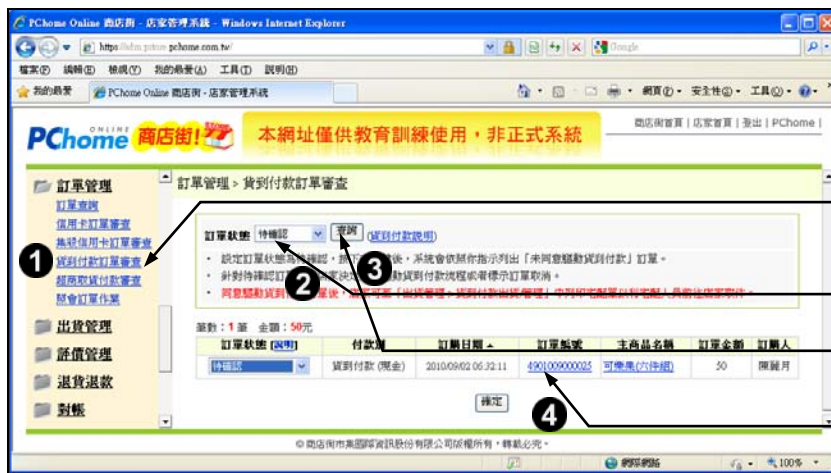 PChome Online 商店街 - 店家管理系統 - Windows Internet Explorer
pchome.com.tw/
Google
檔案(F) 編輯(E) 檢視(V) 我的最愛(A) 工具(T) 說明(H)
我的最愛 PChome Online 商店街 - 店家管理系統
網頁(P) 安全性(S) 工具(O)
PChome ONLINE 商店街!
本網址僅供教育訓練使用,非正式系統
商店街首頁 | 店家首頁 | 登出 | PChome |
訂單管理
訂單查詢
信用卡訂單審查
集殺信用卡訂單審查
貨到付款訂單審查
超商取貨付款審查
照會訂單作業
出貨管理
評價管理
退貨退款
對帳
訂單管理 > 貨到付款訂單審查
訂單狀態 待確認 查詢 (貨到付款說明)
筆數:1 筆 金額:50元
訂單狀態 [說明] 付款別 訂購日期 訂單編號 主商品名稱 訂單金額 訂購人
待確認 貨到付款 (現金) 2010/09/02 06:32:11 4901009000025 可樂果(六件組) 50 陳麗月
確定
1
2
3
4
©商店街市集國際資訊股份有限公司版權所有,轉載必究。
網際網路 100%